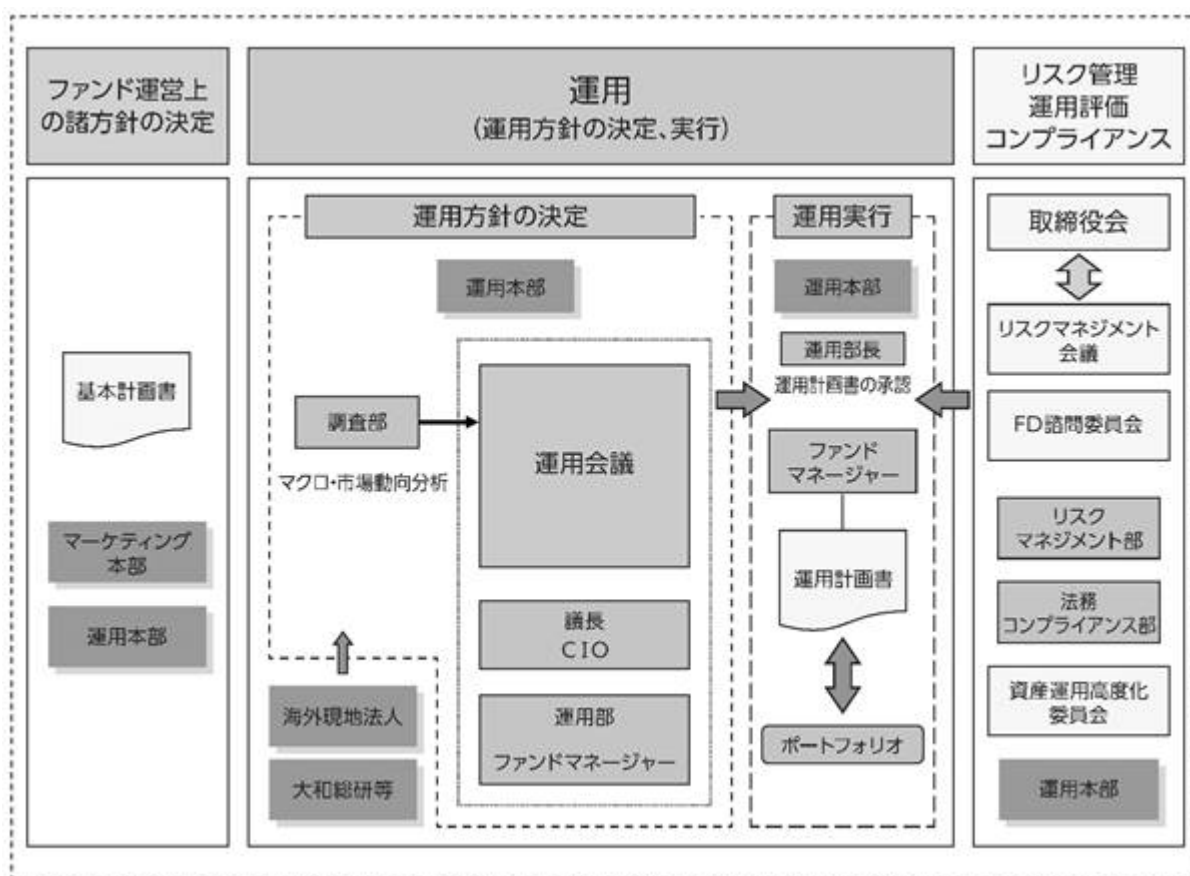 ファンド運営上
の諸方針の決定
基本計画書
マーケティング
本部
運用本部
運用
(運用方針の決定、実行)
運用方針の決定
運用本部
調査部
マクロ・市場動向分析
運用会議
議長
CIO
運用部
ファンドマネージャー
海外現地法人
大和総研等
運用実行
運用本部
運用部長
運用計画書の承認
ファンド
マネージャー
運用計画書
ポートフォリオ
リスク管理
運用評価
コンプライアンス
取締役会
リスクマネジメント
会議
FD諮問委員会
リスク
マネジメント部
法務
コンプライアンス部
資産運用高度化
委員会
運用本部